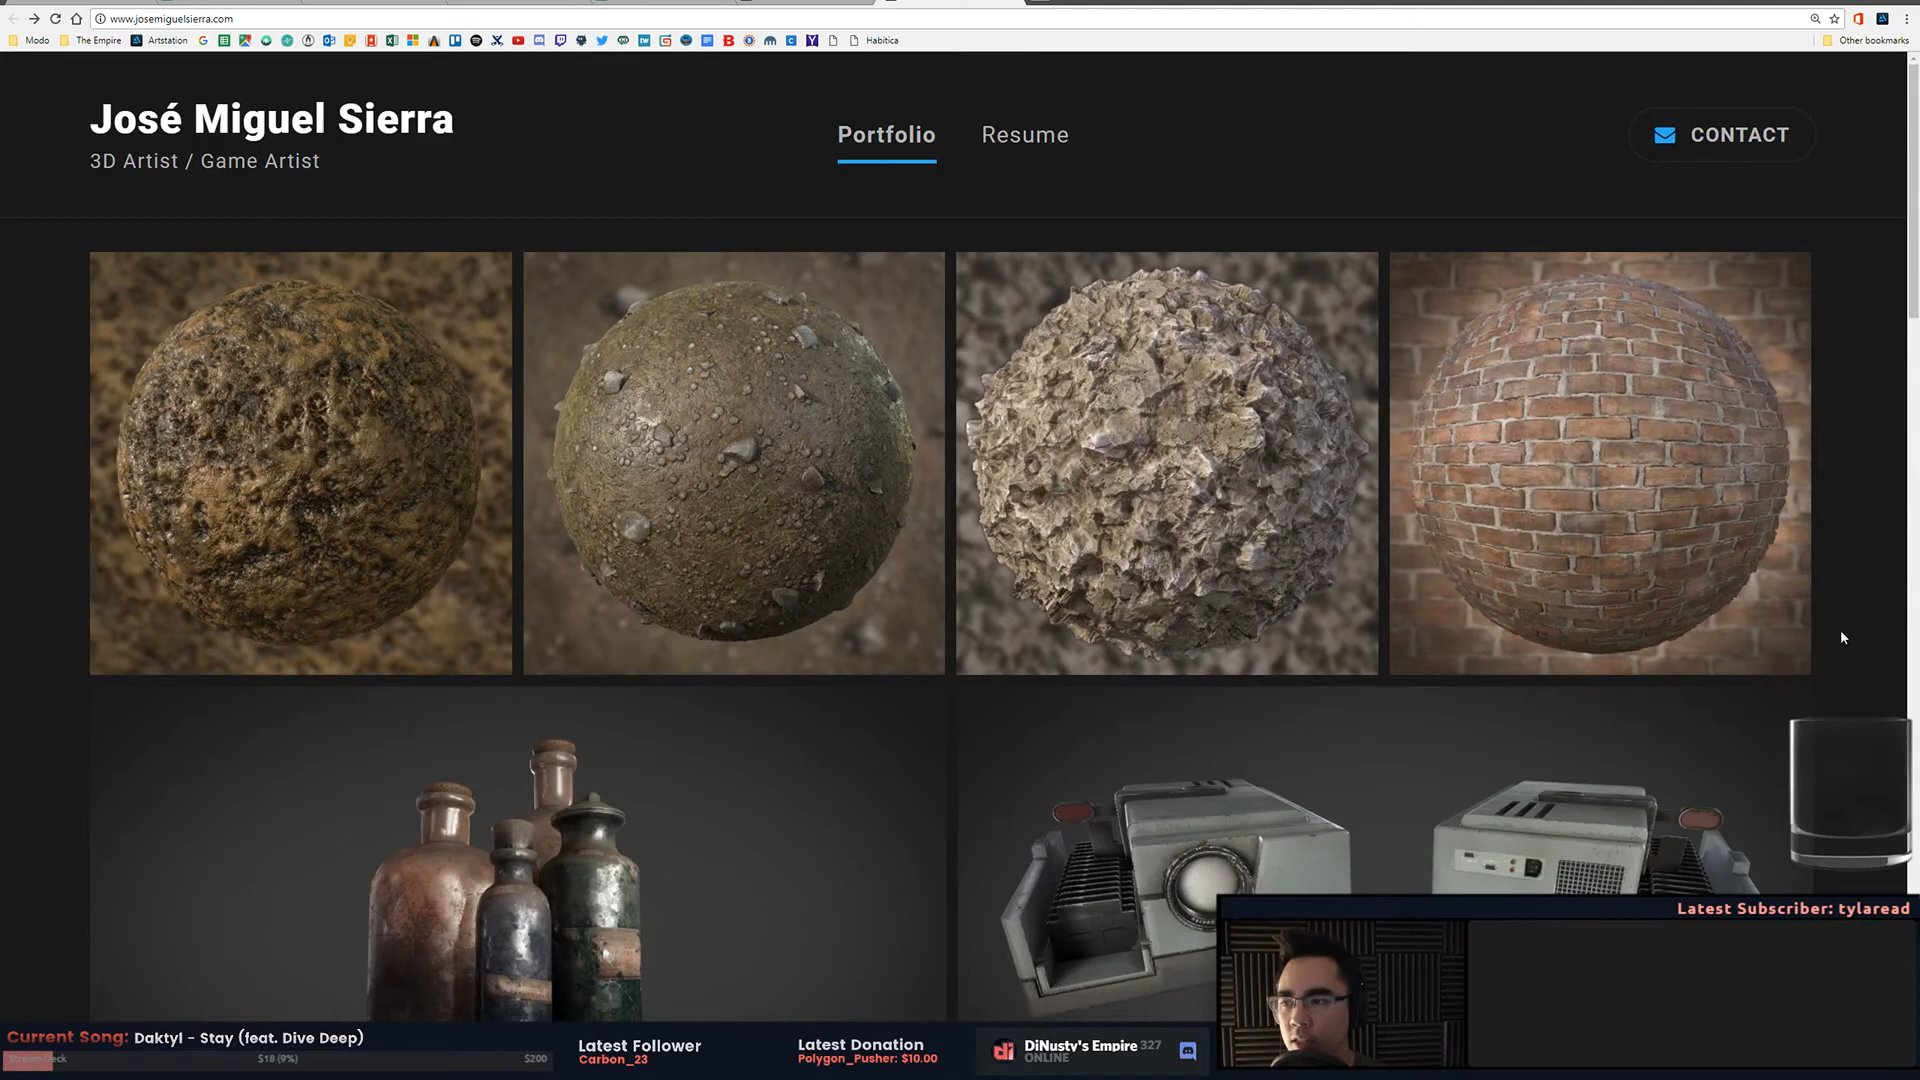 www.josemiguelsierra.com
Modo
The Empire
Artstation
Habitica
Other bookmarks
José Miguel Sierra
3D Artist / Game Artist
Portfolio
Resume
CONTACT
Latest Subscriber: tylaread
Current Song: Daktyl - Stay (feat. Dive Deep)
Stream Deck
$18 (9%)
$200
Latest Follower
Carbon_23
Latest Donation
Polygon_Pusher: $10.00
DiNusty's Empire 327
ONLINE